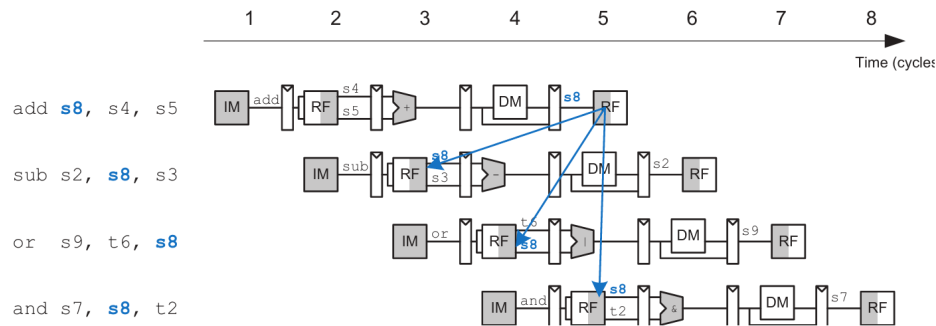 1 2 3 4 5 6 7 8
Time (cycles
add s8, s4, s5
IM add RF s4 s5 + DM s8 RF
sub s2, s8, s3
IM sub RF s8 s3 - DM s2 RF
or s9, t6, s8
IM or RF t6 s8 | DM s9 RF
and s7, s8, t2
IM and RF s8 t2 & DM s7 RF